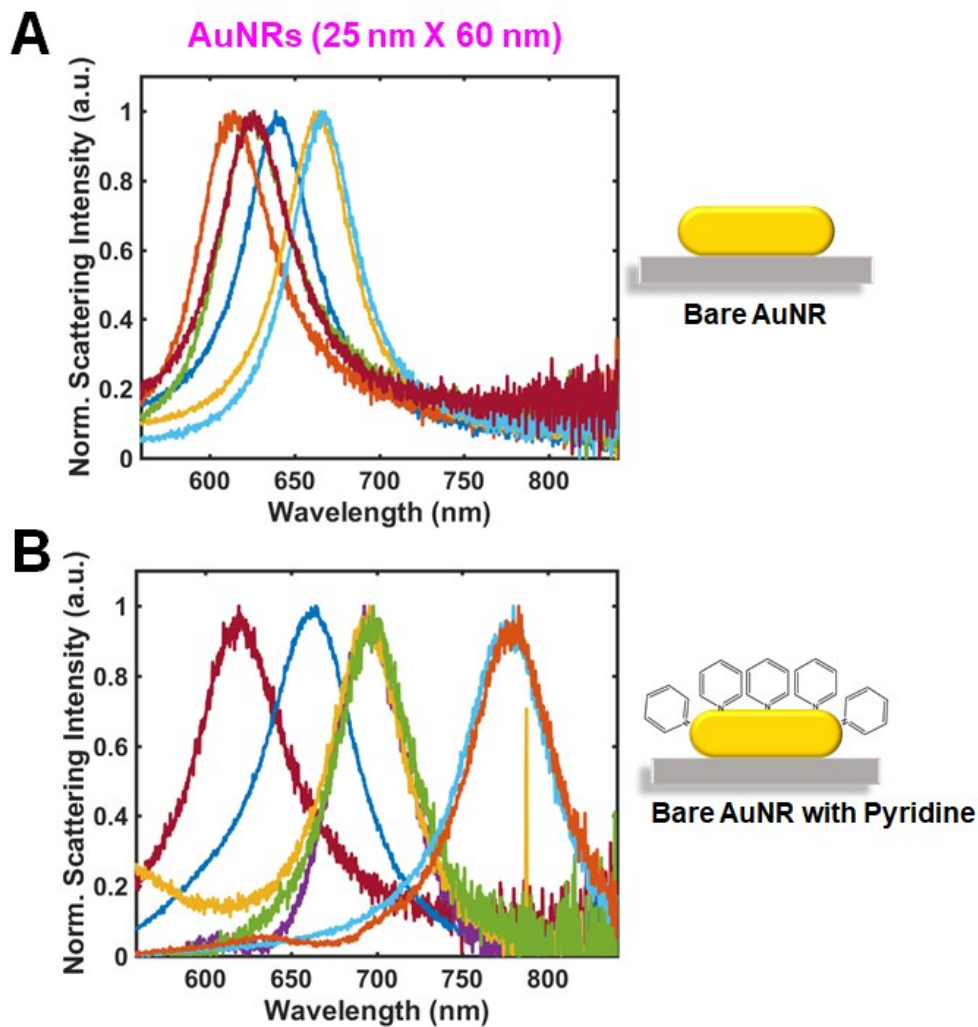 A
AuNRs (25 nm X 60 nm)
Norm. Scattering Intensity (a.u.)
1
0.8
0.6
0.4
0.2
0
600 650 700 750 800
Wavelength (nm)
Bare AuNR
B
Norm. Scattering Intensity (a.u.)
1
0.8
0.6
0.4
0.2
0
600 650 700 750 800
Wavelength (nm)
N N N N N
Bare AuNR with Pyridine